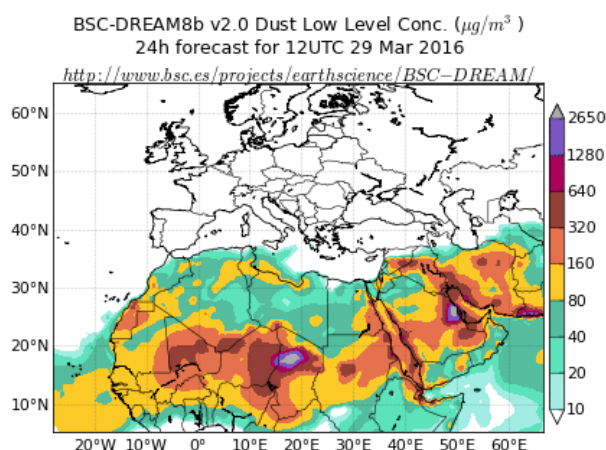 BSC-DREAM8b v2.0 Dust Low Level Conc. (μg/m³ )
24h forecast for 12UTC 29 Mar 2016
http://www.bsc.es/projects/earthscience/BSC−DREAM/
60°N
50°N
40°N
30°N
20°N
10°N
20°W 10°W 0° 10°E 20°E 30°E 40°E 50°E 60°E
2650
1280
640
320
160
80
40
20
10